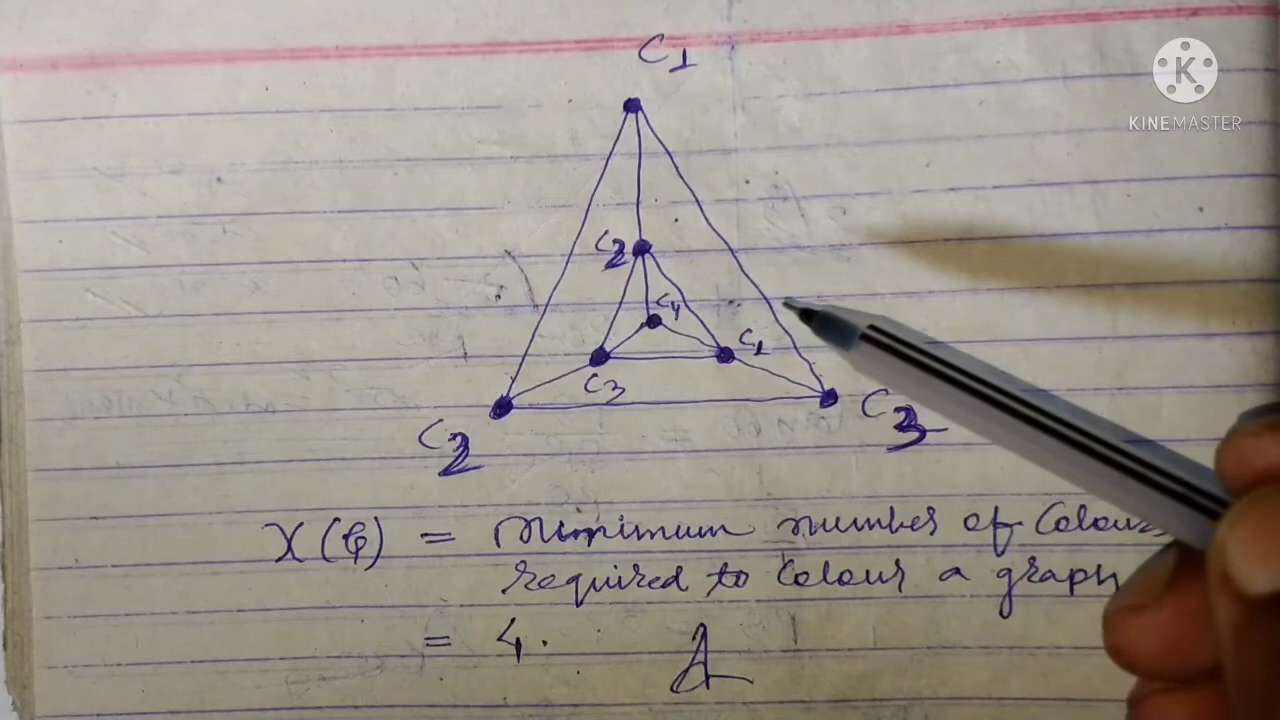 C1
K
KINEMASTER
C2
C4
C1
C3
C2
C3
χ(G) = Minimum number of Colours
required to Colour a graph
= 4.